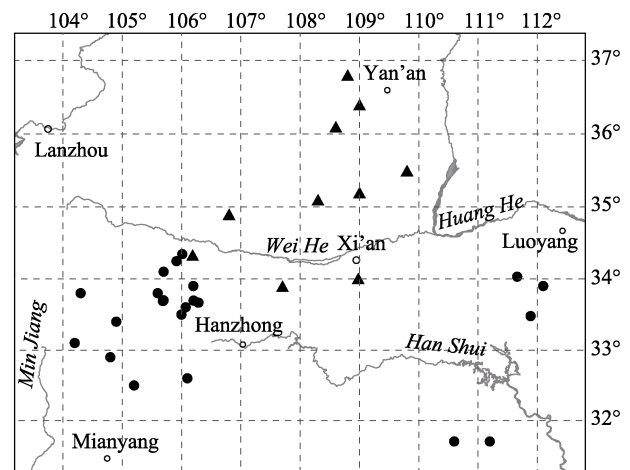 104° 105° 106° 107° 108° 109° 110° 111° 112°
37°
Yan’an
36°
Lanzhou
35°
Huang He
Wei He Xi’an
Luoyang
34°
Min Jiang
Hanzhong
Han Shui
33°
32°
Mianyang